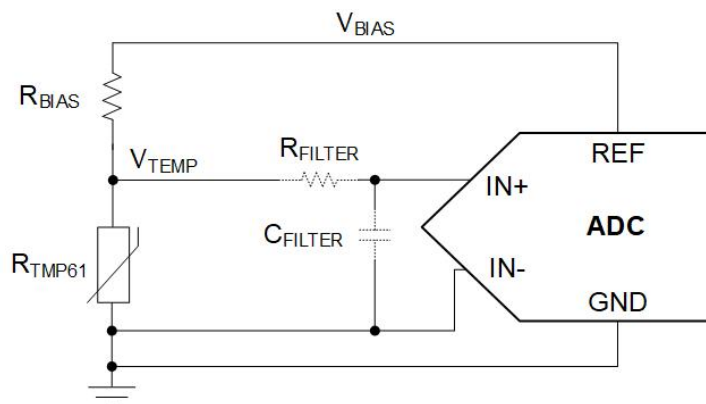 VBIAS
RBIAS
VTEMP
RFILTER
REF
IN+
CFILTER
ADC
RTMP61
IN-
GND